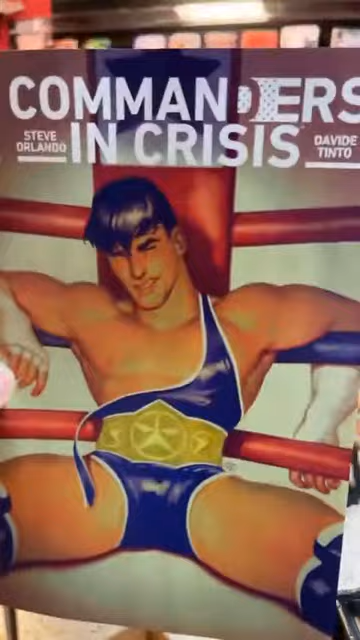 COMMANDERS
STEVE
ORLANDO
IN CRISIS
DAVIDE
TINTO